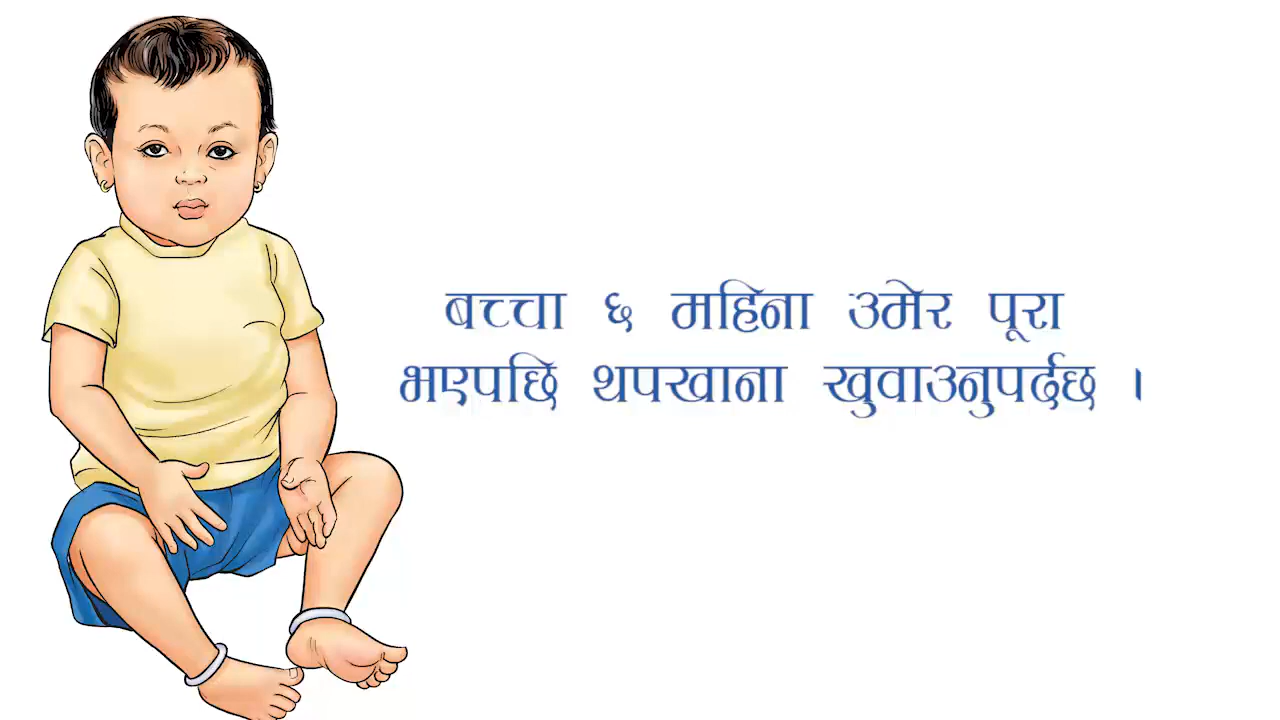 बच्चा ६ महिना उमेर पूरा
भएपछि थपखाना खुवाउनुपर्दछ ।